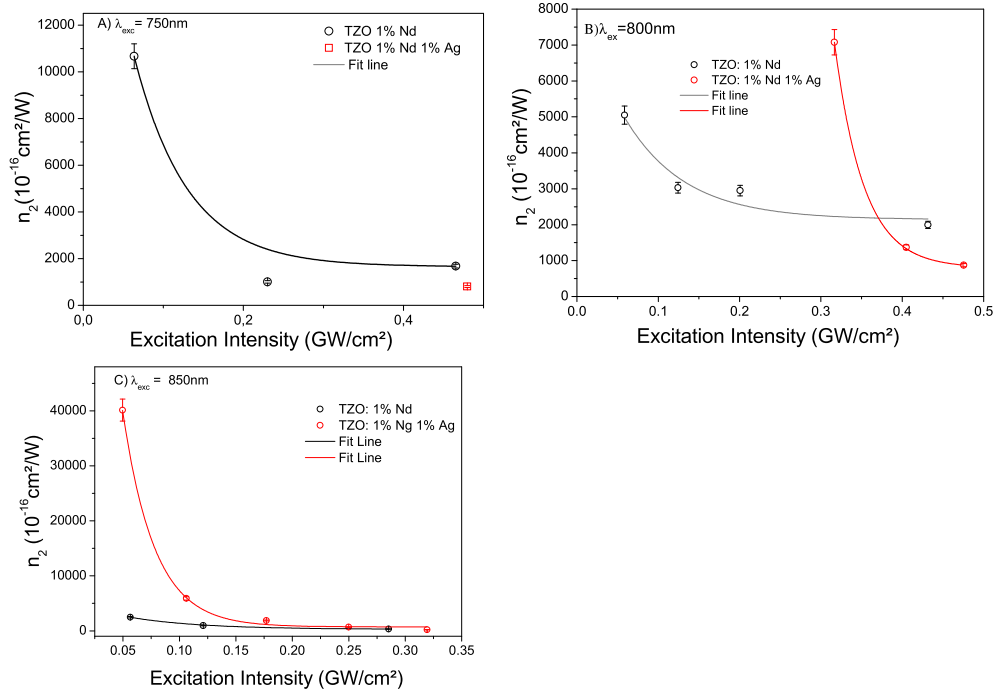 A) λexc = 750nm
TZO 1% Nd
TZO 1% Nd 1% Ag
Fit line
12000
10000
8000
6000
4000
2000
0
n₂(10⁻¹⁶cm²/W)
0,0 0,2 0,4
Excitation Intensity (GW/cm²)
B)λex=800nm
TZO: 1% Nd
TZO: 1% Nd 1% Ag
Fit line
Fit line
8000
7000
6000
5000
4000
3000
2000
1000
0
n₂ (10⁻¹⁶cm²/W)
0.0 0.1 0.2 0.3 0.4 0.5
Excitation Intensity (GW/cm²)
C) λexc = 850nm
TZO: 1% Nd
TZO: 1% Ng 1% Ag
Fit Line
Fit Line
40000
30000
20000
10000
0
n₂ (10⁻¹⁶cm²/W)
0.05 0.10 0.15 0.20 0.25 0.30 0.35
Excitation Intensity (GW/cm²)